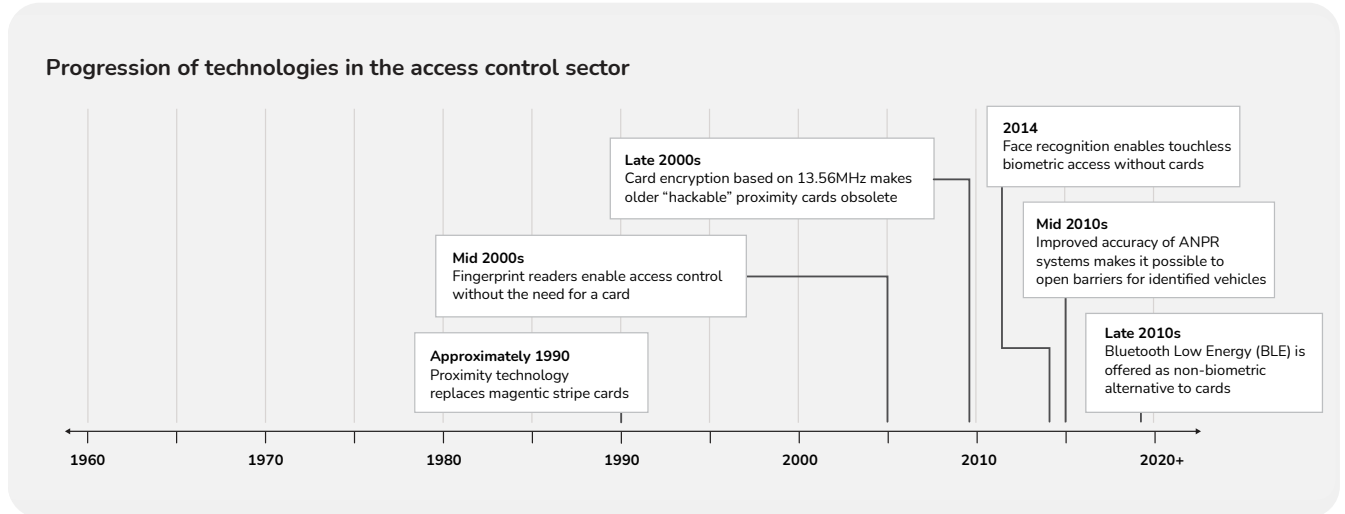 Progression of technologies in the access control sector
2014
Face recognition enables touchless
biometric access without cards
Late 2000s
Card encryption based on 13.56MHz makes
older “hackable” proximity cards obsolete
Mid 2010s
Improved accuracy of ANPR
systems makes it possible to
open barriers for identified vehicles
Mid 2000s
Fingerprint readers enable access control
without the need for a card
Late 2010s
Bluetooth Low Energy (BLE) is
offered as non-biometric
alternative to cards
Approximately 1990
Proximity technology
replaces magentic stripe cards
1960 1970 1980 1990 2000 2010 2020+